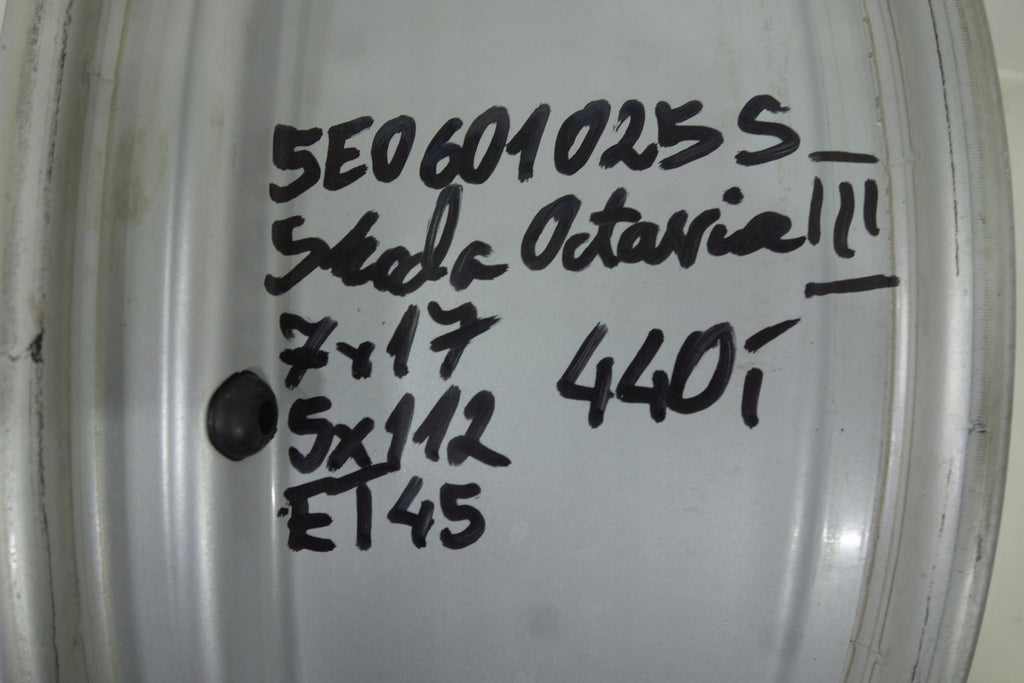 5E0601025S
Skoda Octavia III
7x17
440i
5x112
ET45